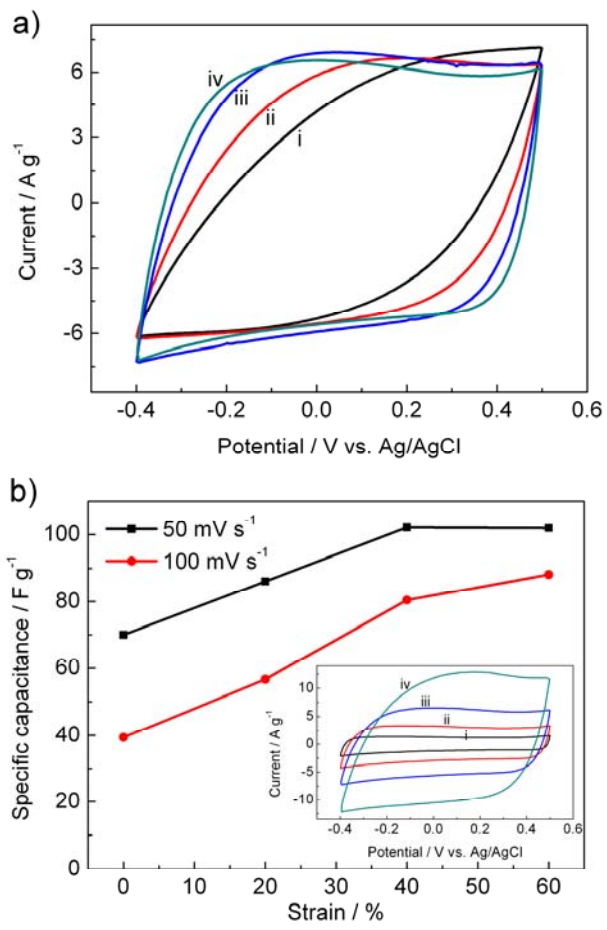 a)
6
3
0
-3
-6
Current / A g⁻¹
iv
iii
ii
i
-0.4 -0.2 0.0 0.2 0.4 0.6
Potential / V vs. Ag/AgCl
b)
100
80
60
40
20
0
Specific capacitance / F g⁻¹
50 mV s⁻¹
100 mV s⁻¹
10
5
0
-5
-10
Current / A g⁻¹
iv
iii
ii
i
-0.4 -0.2 0.0 0.2 0.4 0.6
Potential / V vs. Ag/AgCl
0 10 20 30 40 50 60
Strain / %